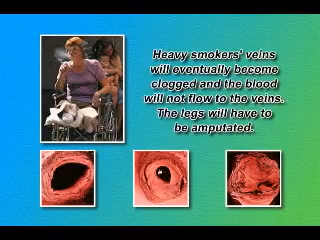 Heavy smokers' veins
will eventually become
clogged and the blood
will not flow to the veins.
The legs will have to
be amputated.